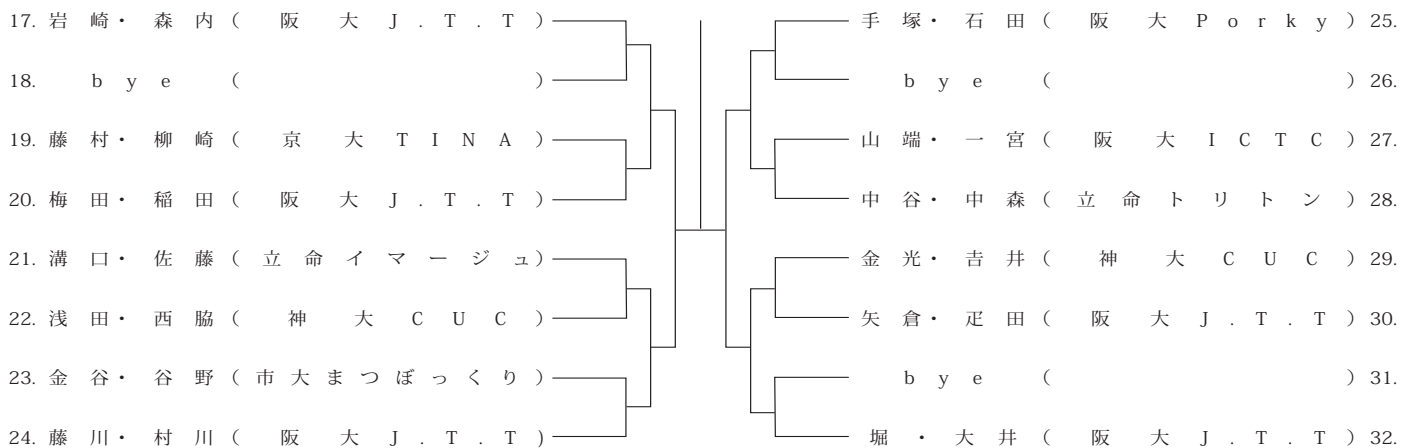 17. 岩崎・森内(阪大J.T.T)
18. bye ( )
19. 藤村・柳崎(京大TINA)
20. 梅田・稲田(阪大J.T.T)
21. 溝口・佐藤(立命イマージュ)
22. 浅田・西脇(神大CUC)
23. 金谷・谷野(市大まつぼっくり)
24. 藤川・村川(阪大J.T.T)
手塚・石田(阪大Porky) 25.
bye ( ) 26.
山端・一宮(阪大ICTC) 27.
中谷・中森(立命トリトン) 28.
金光・吉井(神大CUC) 29.
矢倉・疋田(阪大J.T.T) 30.
bye ( ) 31.
堀・大井(阪大J.T.T) 32.